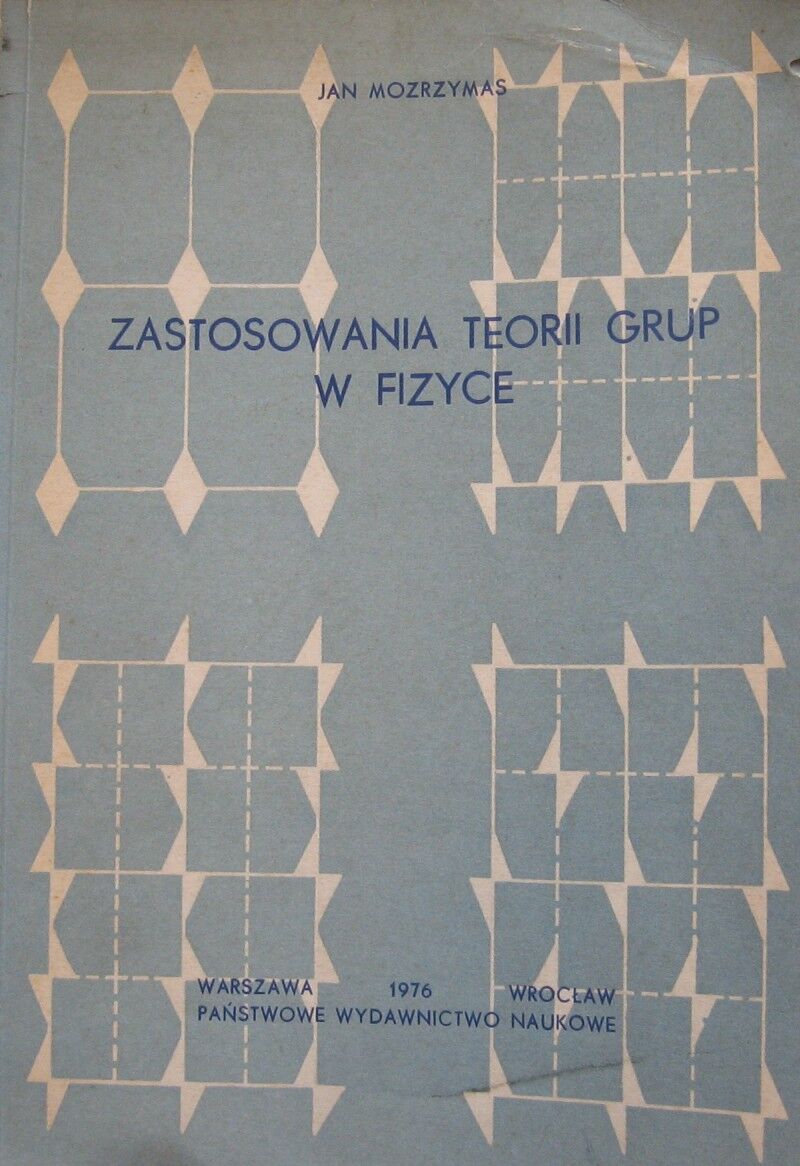 JAN MOZRZYMAS
ZASTOSOWANIA TEORII GRUP
W FIZYCE
WARSZAWA 1976 WROCŁAW
PAŃSTWOWE WYDAWNICTWO NAUKOWE